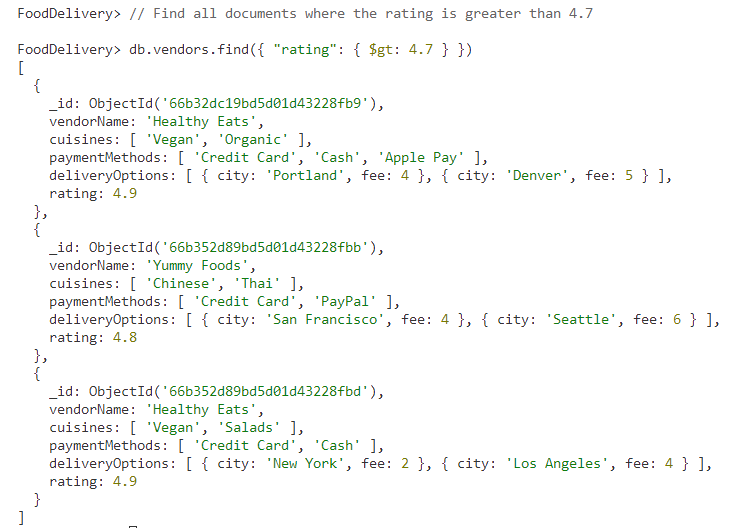 FoodDelivery> // Find all documents where the rating is greater than 4.7
FoodDelivery> db.vendors.find({ "rating": { $gt: 4.7 } })
[
  {
    _id: ObjectId('66b32dc19bd5d01d43228fb9'),
    vendorName: 'Healthy Eats',
    cuisines: [ 'Vegan', 'Organic' ],
    paymentMethods: [ 'Credit Card', 'Cash', 'Apple Pay' ],
    deliveryOptions: [ { city: 'Portland', fee: 4 }, { city: 'Denver', fee: 5 } ],
    rating: 4.9
  },
  {
    _id: ObjectId('66b352d89bd5d01d43228fbb'),
    vendorName: 'Yummy Foods',
    cuisines: [ 'Chinese', 'Thai' ],
    paymentMethods: [ 'Credit Card', 'PayPal' ],
    deliveryOptions: [ { city: 'San Francisco', fee: 4 }, { city: 'Seattle', fee: 6 } ],
    rating: 4.8
  },
  {
    _id: ObjectId('66b352d89bd5d01d43228fbd'),
    vendorName: 'Healthy Eats',
    cuisines: [ 'Vegan', 'Salads' ],
    paymentMethods: [ 'Credit Card', 'Cash' ],
    deliveryOptions: [ { city: 'New York', fee: 2 }, { city: 'Los Angeles', fee: 4 } ],
    rating: 4.9
  }
]